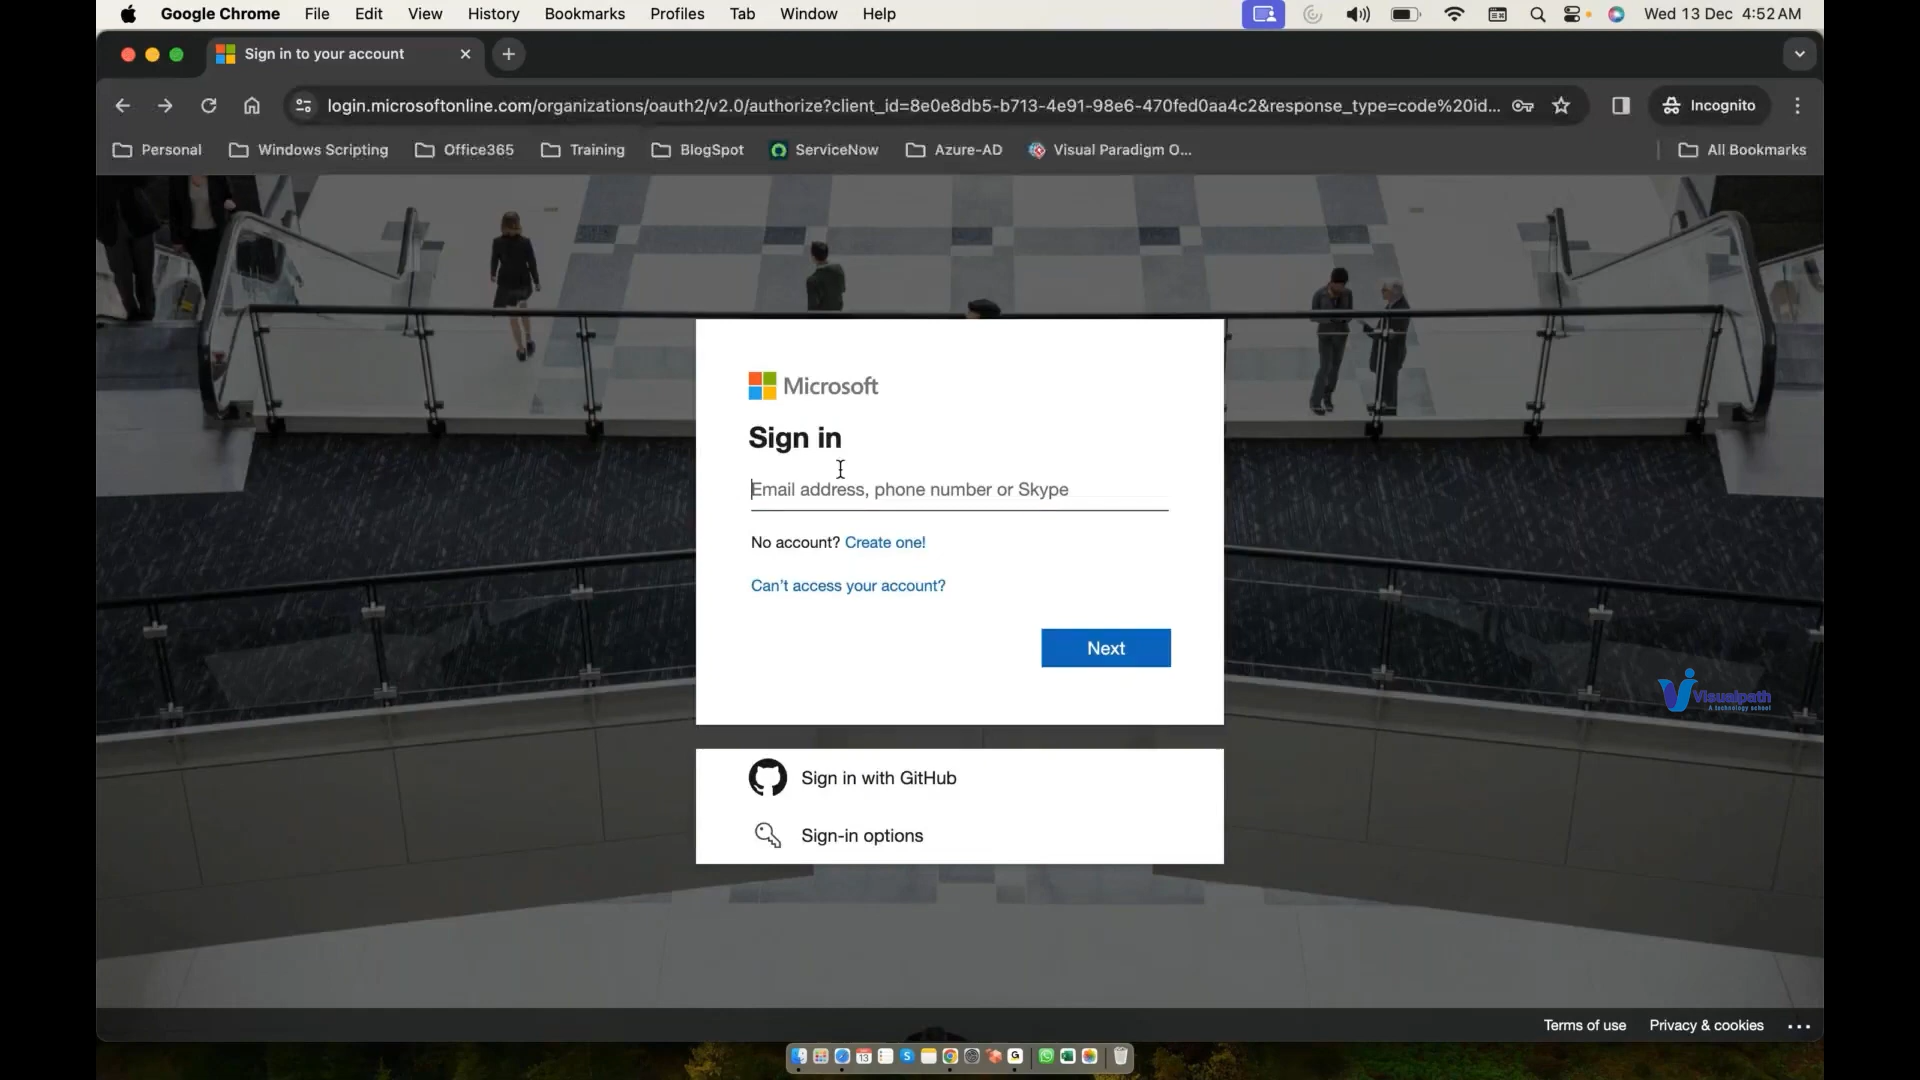 Google Chrome File Edit View History Bookmarks Profiles Tab Window Help Wed 13 Dec 4:52 AM
Sign in to your account
login.microsoftonline.com/organizations/oauth2/v2.0/authorize?client_id=8e0e8db5-b713-4e91-98e6-470fed0aa4c2&response_type=code%20id... Incognito
Personal Windows Scripting Office365 Training BlogSpot ServiceNow Azure-AD Visual Paradigm O... All Bookmarks
Microsoft
Sign in
Email address, phone number or Skype
No account? Create one!
Can't access your account?
Next
Visualpath
A technology school
Sign in with GitHub
Sign-in options
Terms of use Privacy & cookies ...
13